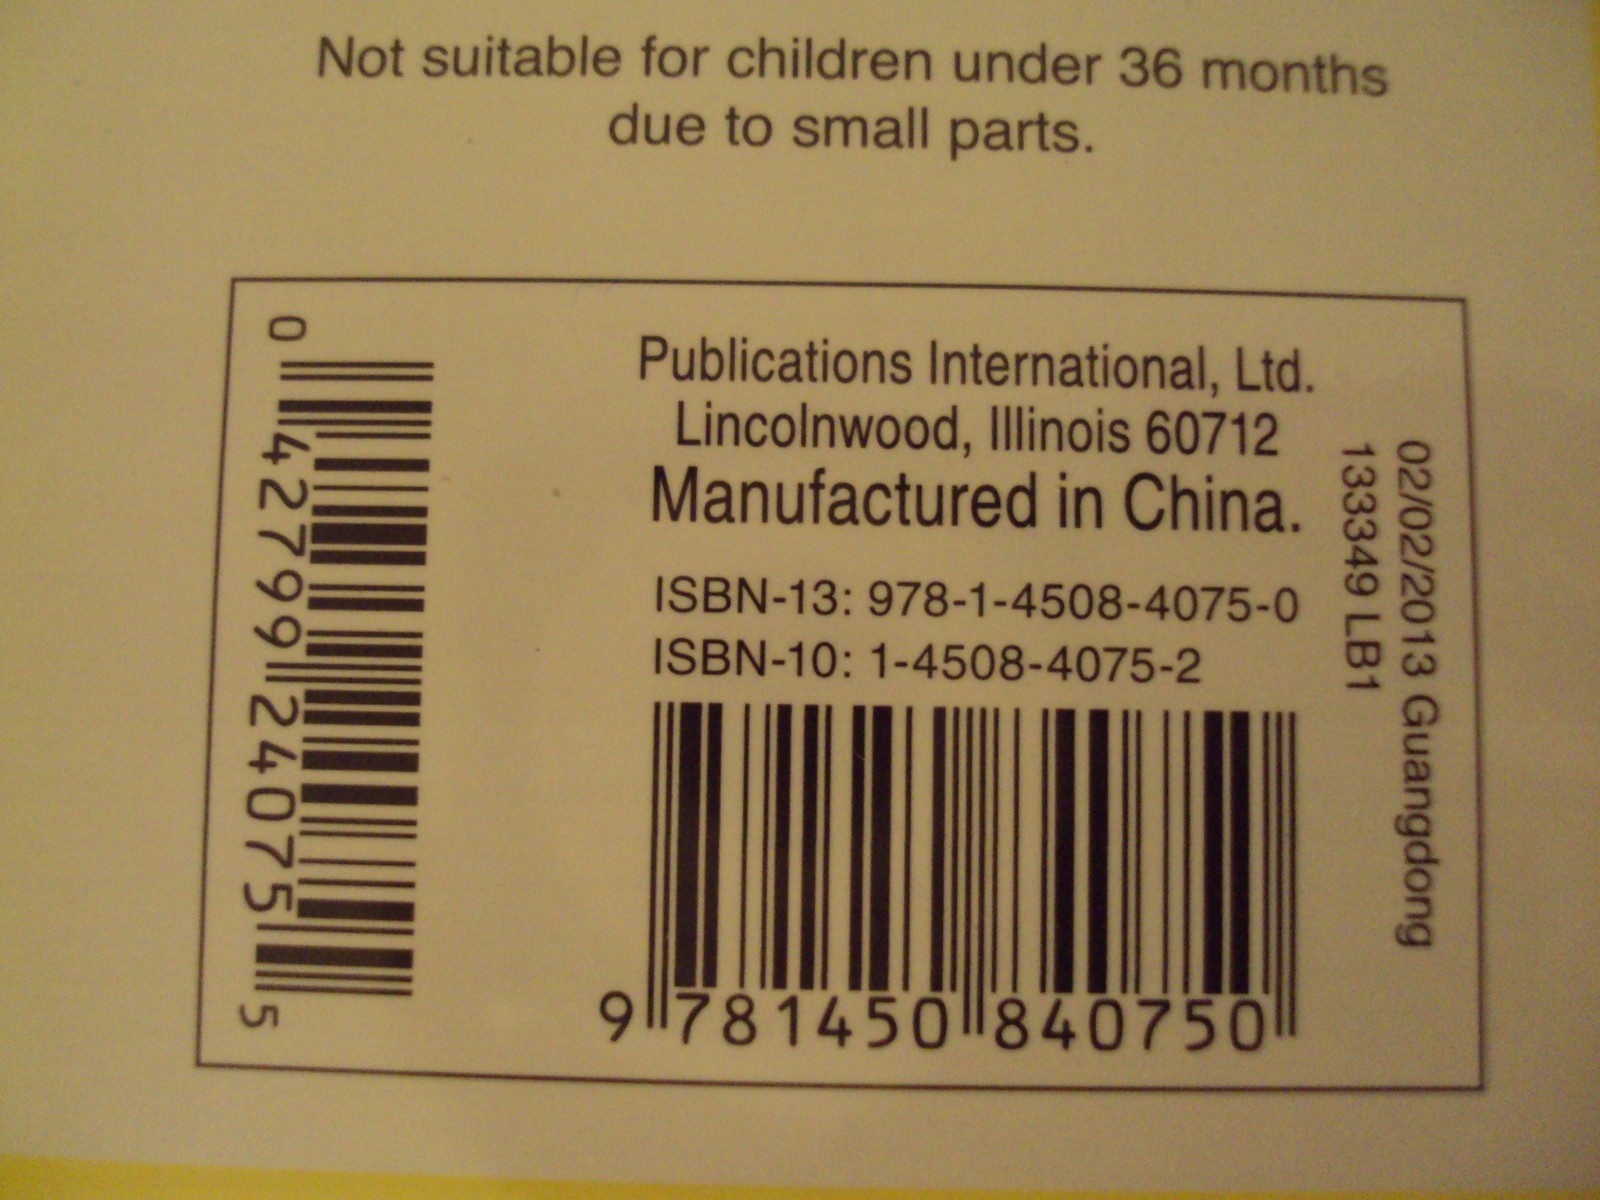 Not suitable for children under 36 months
due to small parts.
0 42799 24075 5
Publications International, Ltd.
Lincolnwood, Illinois 60712
Manufactured in China.
ISBN-13: 978-1-4508-4075-0
ISBN-10: 1-4508-4075-2
9 781450 840750
02/02/2013 Guangdong
133349 LB1